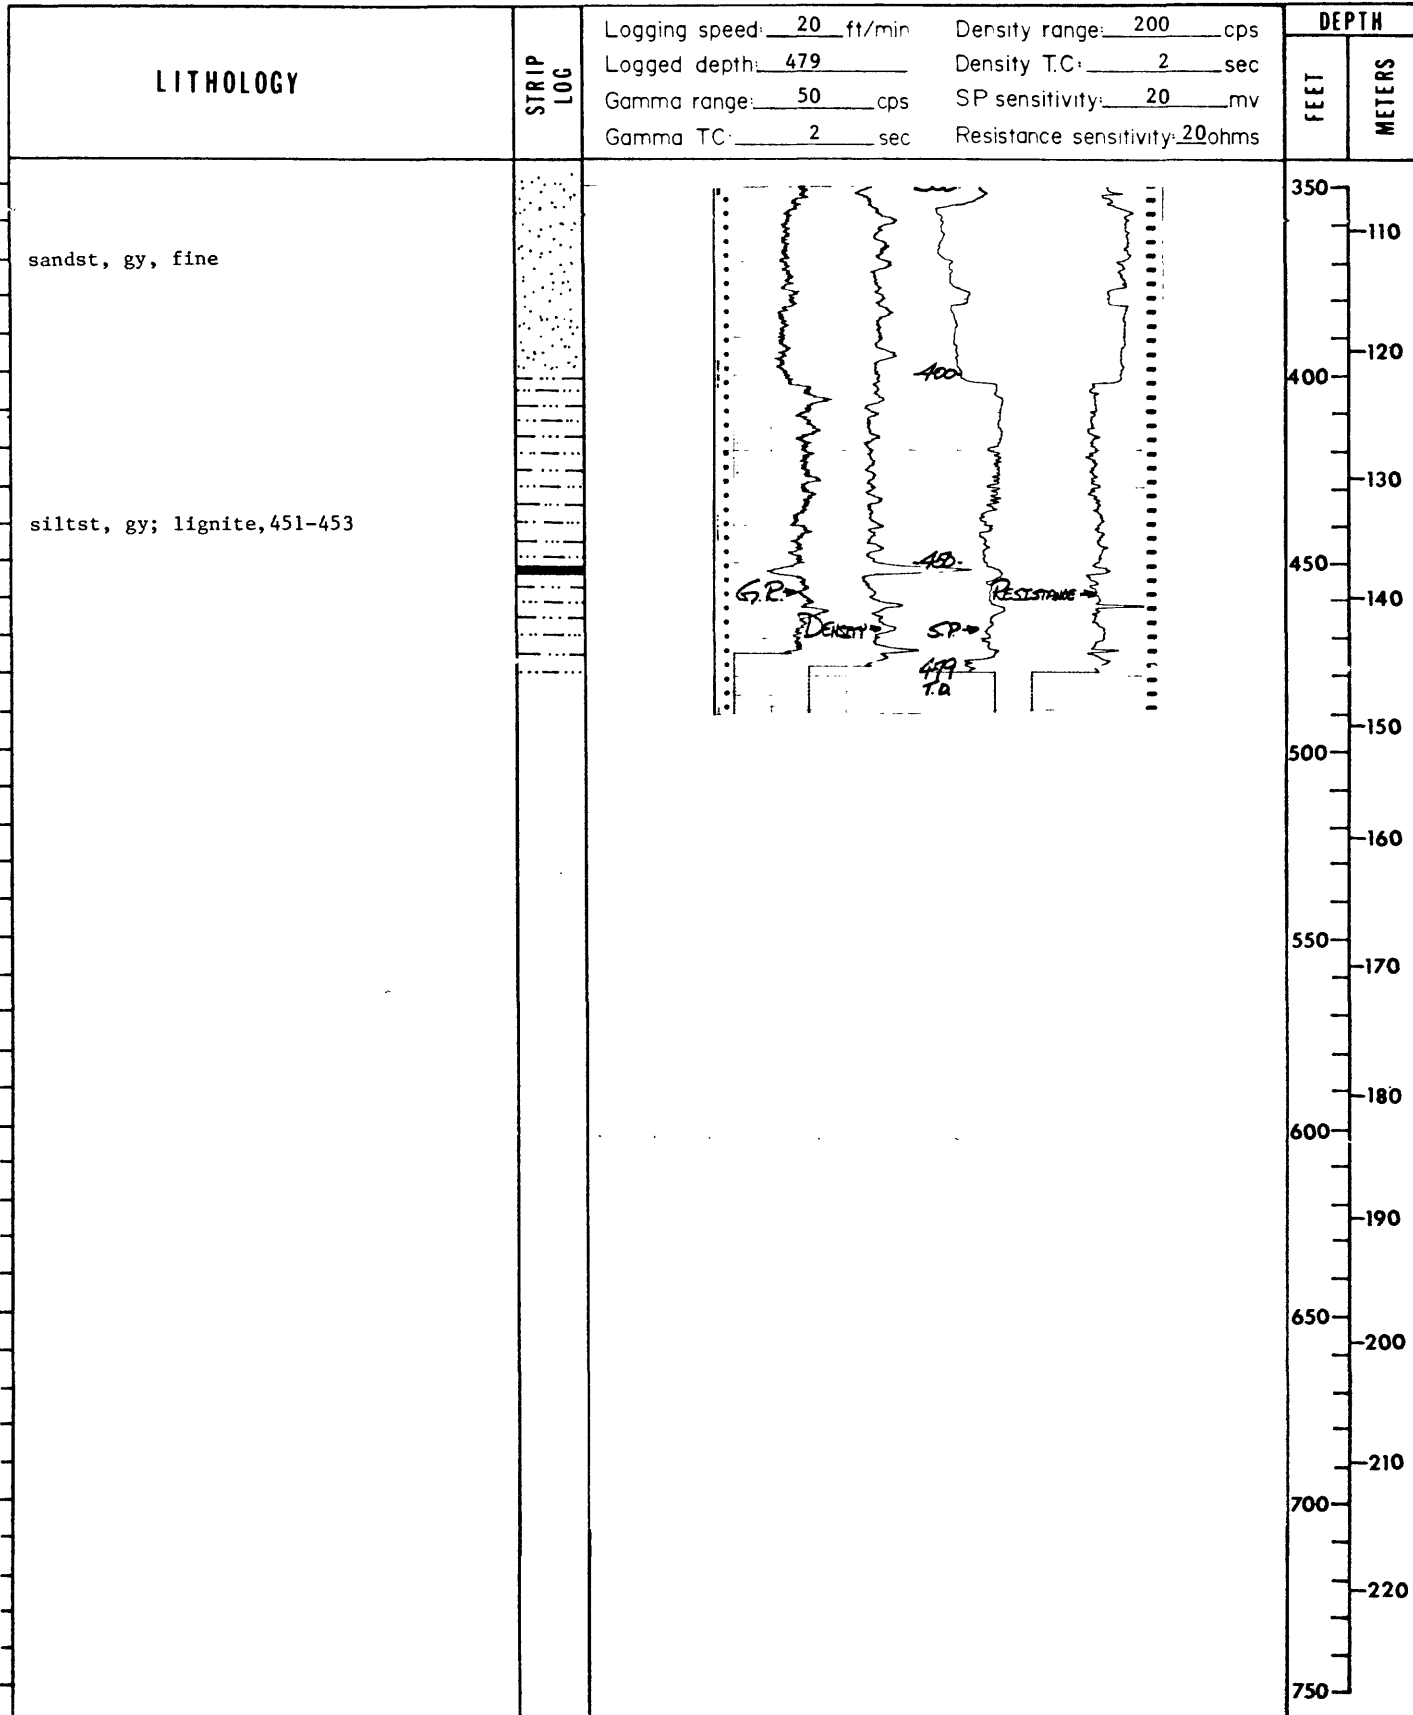 LITHOLOGY
STRIP LOG
Logging speed: 20 ft/min
Logged depth: 479
Gamma range: 50 cps
Gamma TC: 2 sec
Density range: 200 cps
Density T.C: 2 sec
SP sensitivity: 20 mv
Resistance sensitivity: 20 ohms
DEPTH
FEET
METERS
sandst, gy, fine
siltst, gy; lignite, 451-453
400
450
G.R.
DENSITY
S.P.
RESISTANCE
479
T.D.
350
400
450
500
550
600
650
700
750
110
120
130
140
150
160
170
180
190
200
210
220